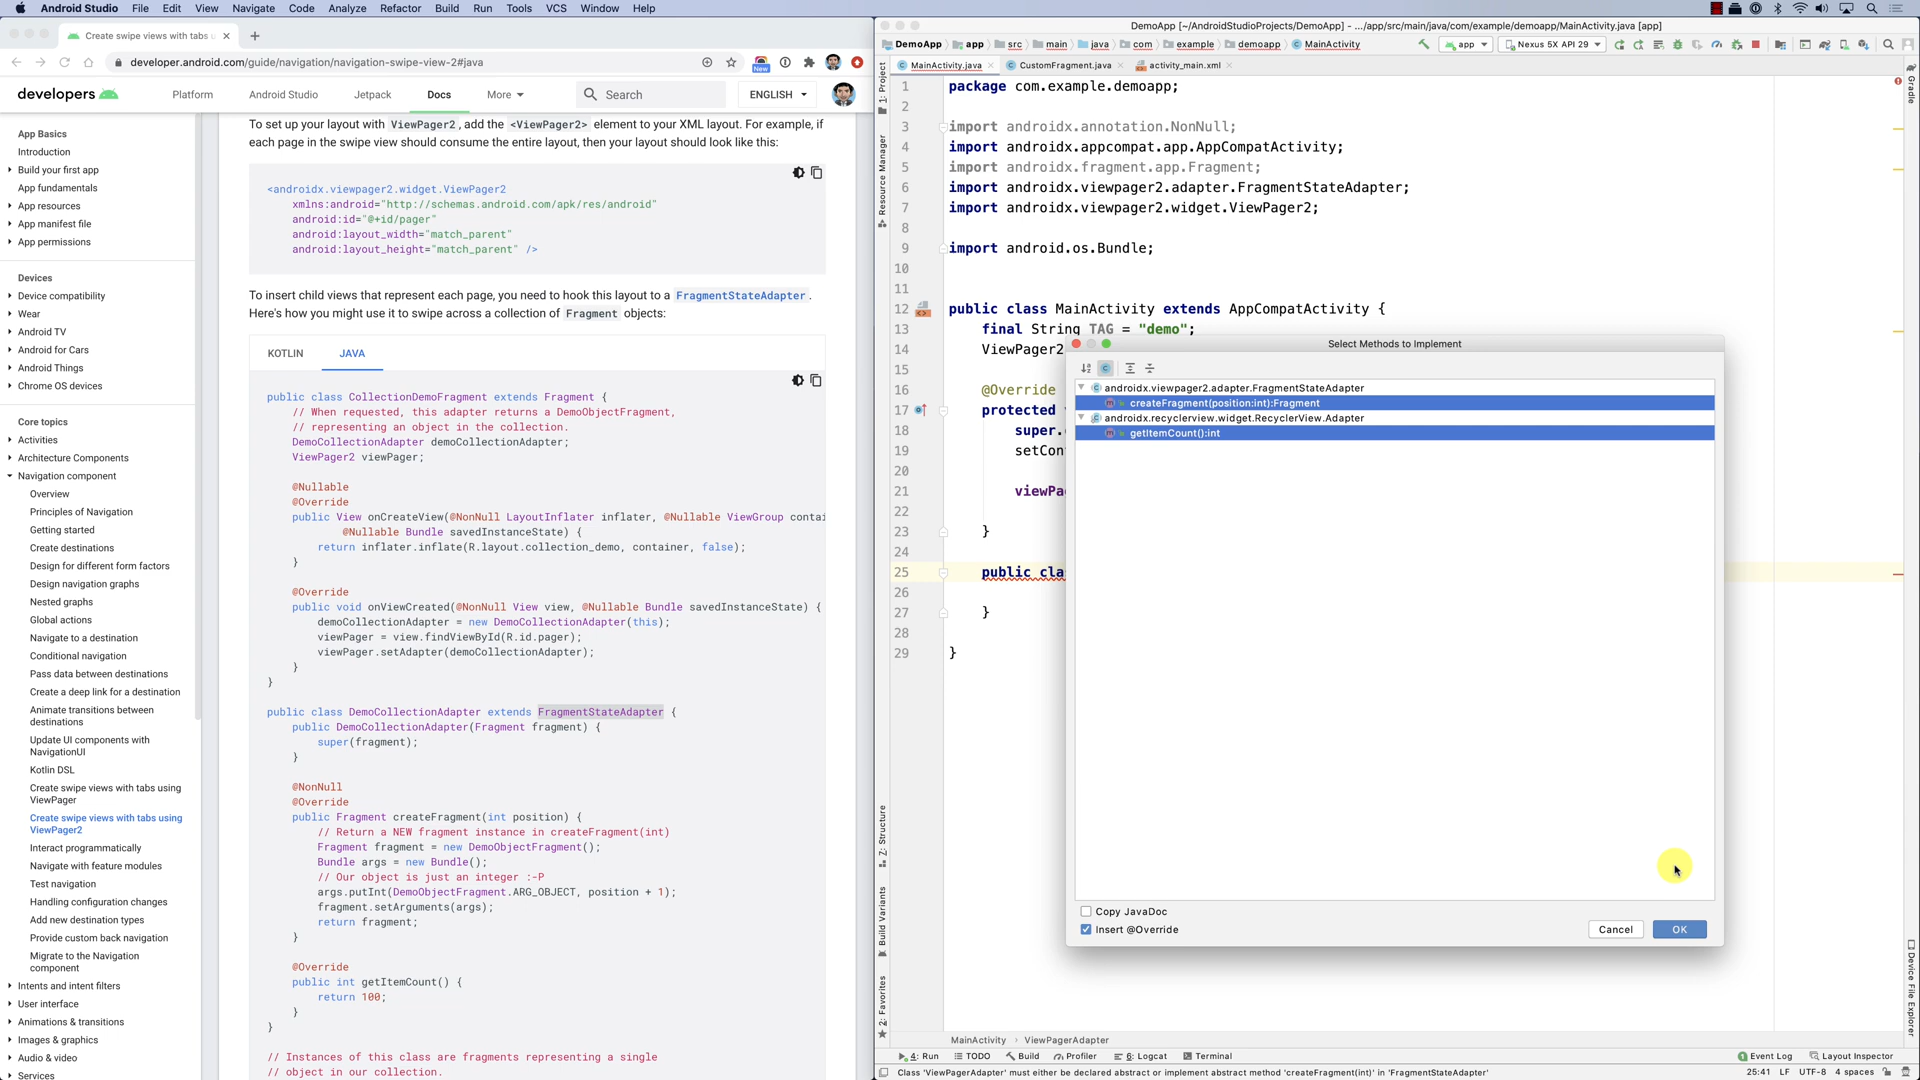 Android Studio File Edit View Navigate Code Analyze Refactor Build Run Tools VCS Window Help
Create swipe views with tabs u
developer.android.com/guide/navigation/navigation-swipe-view-2#java
New
developers
Platform Android Studio Jetpack Docs More Search ENGLISH
App Basics
Introduction
Build your first app
App fundamentals
App resources
App manifest file
App permissions
Devices
Device compatibility
Wear
Android TV
Android for Cars
Android Things
Chrome OS devices
Core topics
Activities
Architecture Components
Navigation component
Overview
Principles of Navigation
Getting started
Create destinations
Design for different form factors
Design navigation graphs
Nested graphs
Global actions
Navigate to a destination
Conditional navigation
Pass data between destinations
Create a deep link for a destination
Animate transitions between
destinations
Update UI components with
NavigationUI
Kotlin DSL
Create swipe views with tabs using
ViewPager
Create swipe views with tabs using
ViewPager2
Interact programmatically
Navigate with feature modules
Test navigation
Handling configuration changes
Add new destination types
Provide custom back navigation
Migrate to the Navigation
component
Intents and intent filters
User interface
Animations & transitions
Images & graphics
Audio & video
Services
To set up your layout with ViewPager2, add the <ViewPager2> element to your XML layout. For example, if
each page in the swipe view should consume the entire layout, then your layout should look like this:
<androidx.viewpager2.widget.ViewPager2
xmlns:android="http://schemas.android.com/apk/res/android"
android:id="@+id/pager"
android:layout_width="match_parent"
android:layout_height="match_parent" />
To insert child views that represent each page, you need to hook this layout to a FragmentStateAdapter.
Here's how you might use it to swipe across a collection of Fragment objects:
KOTLIN JAVA
public class CollectionDemoFragment extends Fragment {
// When requested, this adapter returns a DemoObjectFragment,
// representing an object in the collection.
DemoCollectionAdapter demoCollectionAdapter;
ViewPager2 viewPager;
@Nullable
@Override
public View onCreateView(@NonNull LayoutInflater inflater, @Nullable ViewGroup contai
@Nullable Bundle savedInstanceState) {
return inflater.inflate(R.layout.collection_demo, container, false);
}
@Override
public void onViewCreated(@NonNull View view, @Nullable Bundle savedInstanceState) {
demoCollectionAdapter = new DemoCollectionAdapter(this);
viewPager = view.findViewById(R.id.pager);
viewPager.setAdapter(demoCollectionAdapter);
}
}
public class DemoCollectionAdapter extends FragmentStateAdapter {
public DemoCollectionAdapter(Fragment fragment) {
super(fragment);
}
@NonNull
@Override
public Fragment createFragment(int position) {
// Return a NEW fragment instance in createFragment(int)
Fragment fragment = new DemoObjectFragment();
Bundle args = new Bundle();
// Our object is just an integer :-P
args.putInt(DemoObjectFragment.ARG_OBJECT, position + 1);
fragment.setArguments(args);
return fragment;
}
@Override
public int getItemCount() {
return 100;
}
}
// Instances of this class are fragments representing a single
// object in our collection.
DemoApp [~/AndroidStudioProjects/DemoApp] - .../app/src/main/java/com/example/demoapp/MainActivity.java [app]
DemoApp app src main java com example demoapp MainActivity app Nexus 5X API 29
MainActivity.java CustomFragment.java activity_main.xml
1: Project
Resource Manager
Z: Structure
Build Variants
2: Favorites
Gradle
Device File Explorer
1 package com.example.demoapp;
2
3 import androidx.annotation.NonNull;
4 import androidx.appcompat.app.AppCompatActivity;
5 import androidx.fragment.app.Fragment;
6 import androidx.viewpager2.adapter.FragmentStateAdapter;
7 import androidx.viewpager2.widget.ViewPager2;
8
9 import android.os.Bundle;
10
11
12 public class MainActivity extends AppCompatActivity {
13 final String TAG = "demo";
14 ViewPager2
15
16 @Override
17 protected
18 super.
19 setCon
20
21 viewPa
22
23 }
24
25 public cla
26
27 }
28
29 }
Select Methods to Implement
androidx.viewpager2.adapter.FragmentStateAdapter
createFragment(position:int):Fragment
androidx.recyclerview.widget.RecyclerView.Adapter
getItemCount():int
Copy JavaDoc
Insert @Override
Cancel OK
MainActivity ViewPagerAdapter
4: Run TODO Build Profiler 6: Logcat Terminal Event Log Layout Inspector
Class 'ViewPagerAdapter' must either be declared abstract or implement abstract method 'createFragment(int)' in 'FragmentStateAdapter' 25:41 LF UTF-8 4 spaces